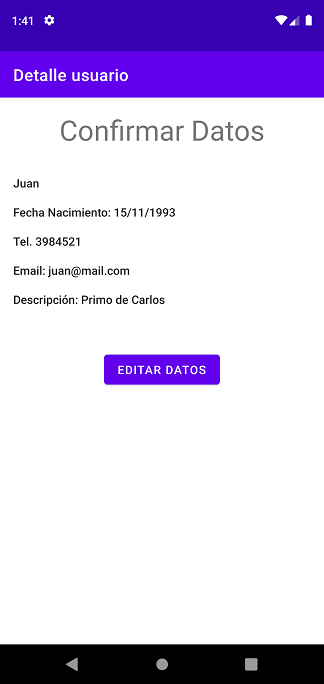 1:41
Detalle usuario
Confirmar Datos
Juan
Fecha Nacimiento: 15/11/1993
Tel. 3984521
Email: juan@mail.com
Descripción: Primo de Carlos
EDITAR DATOS